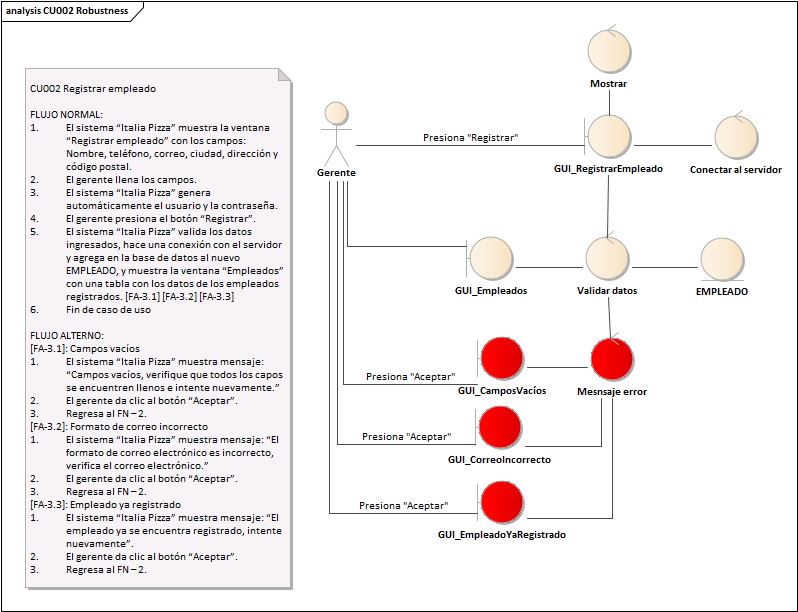 analysis CU002 Robustness
CU002 Registrar empleado
FLUJO NORMAL:
1. El sistema “Italia Pizza” muestra la ventana
“Registrar empleado” con los campos:
Nombre, teléfono, correo, ciudad, dirección y
código postal.
2. El gerente llena los campos.
3. El sistema “Italia Pizza” genera
automáticamente el usuario y la contraseña.
4. El gerente presiona el botón “Registrar”.
5. El sistema “Italia Pizza” valida los datos
ingresados, hace una conexión con el servidor
y agrega en la base de datos al nuevo
EMPLEADO, y muestra la ventana “Empleados”
con una tabla con los datos de los empleados
registrados. [FA-3.1] [FA-3.2] [FA-3.3]
6. Fin de caso de uso
FLUJO ALTERNO:
[FA-3.1]: Campos vacíos
1. El sistema “Italia Pizza” muestra mensaje:
“Campos vacíos, verifique que todos los capos
se encuentren llenos e intente nuevamente.”
2. El gerente da clic al botón “Aceptar”.
3. Regresa al FN – 2.
[FA-3.2]: Formato de correo incorrecto
1. El sistema “Italia Pizza” muestra mensaje: “El
formato de correo electrónico es incorrecto,
verifica el correo electrónico.”
2. El gerente da clic al botón “Aceptar”.
3. Regresa al FN – 2.
[FA-3.3]: Empleado ya registrado
1. El sistema “Italia Pizza” muestra mensaje: “El
empleado ya se encuentra registrado, intente
nuevamente”.
2. El gerente da clic al botón “Aceptar”.
3. Regresa al FN – 2.
Mostrar
Presiona "Registrar"
Gerente
GUI_RegistrarEmpleado
Conectar al servidor
GUI_Empleados
Validar datos
EMPLEADO
Presiona "Aceptar"
GUI_CamposVacíos
Mesnsaje error
Presiona "Aceptar"
GUI_CorreoIncorrecto
Presiona "Aceptar"
GUI_EmpleadoYaRegistrado